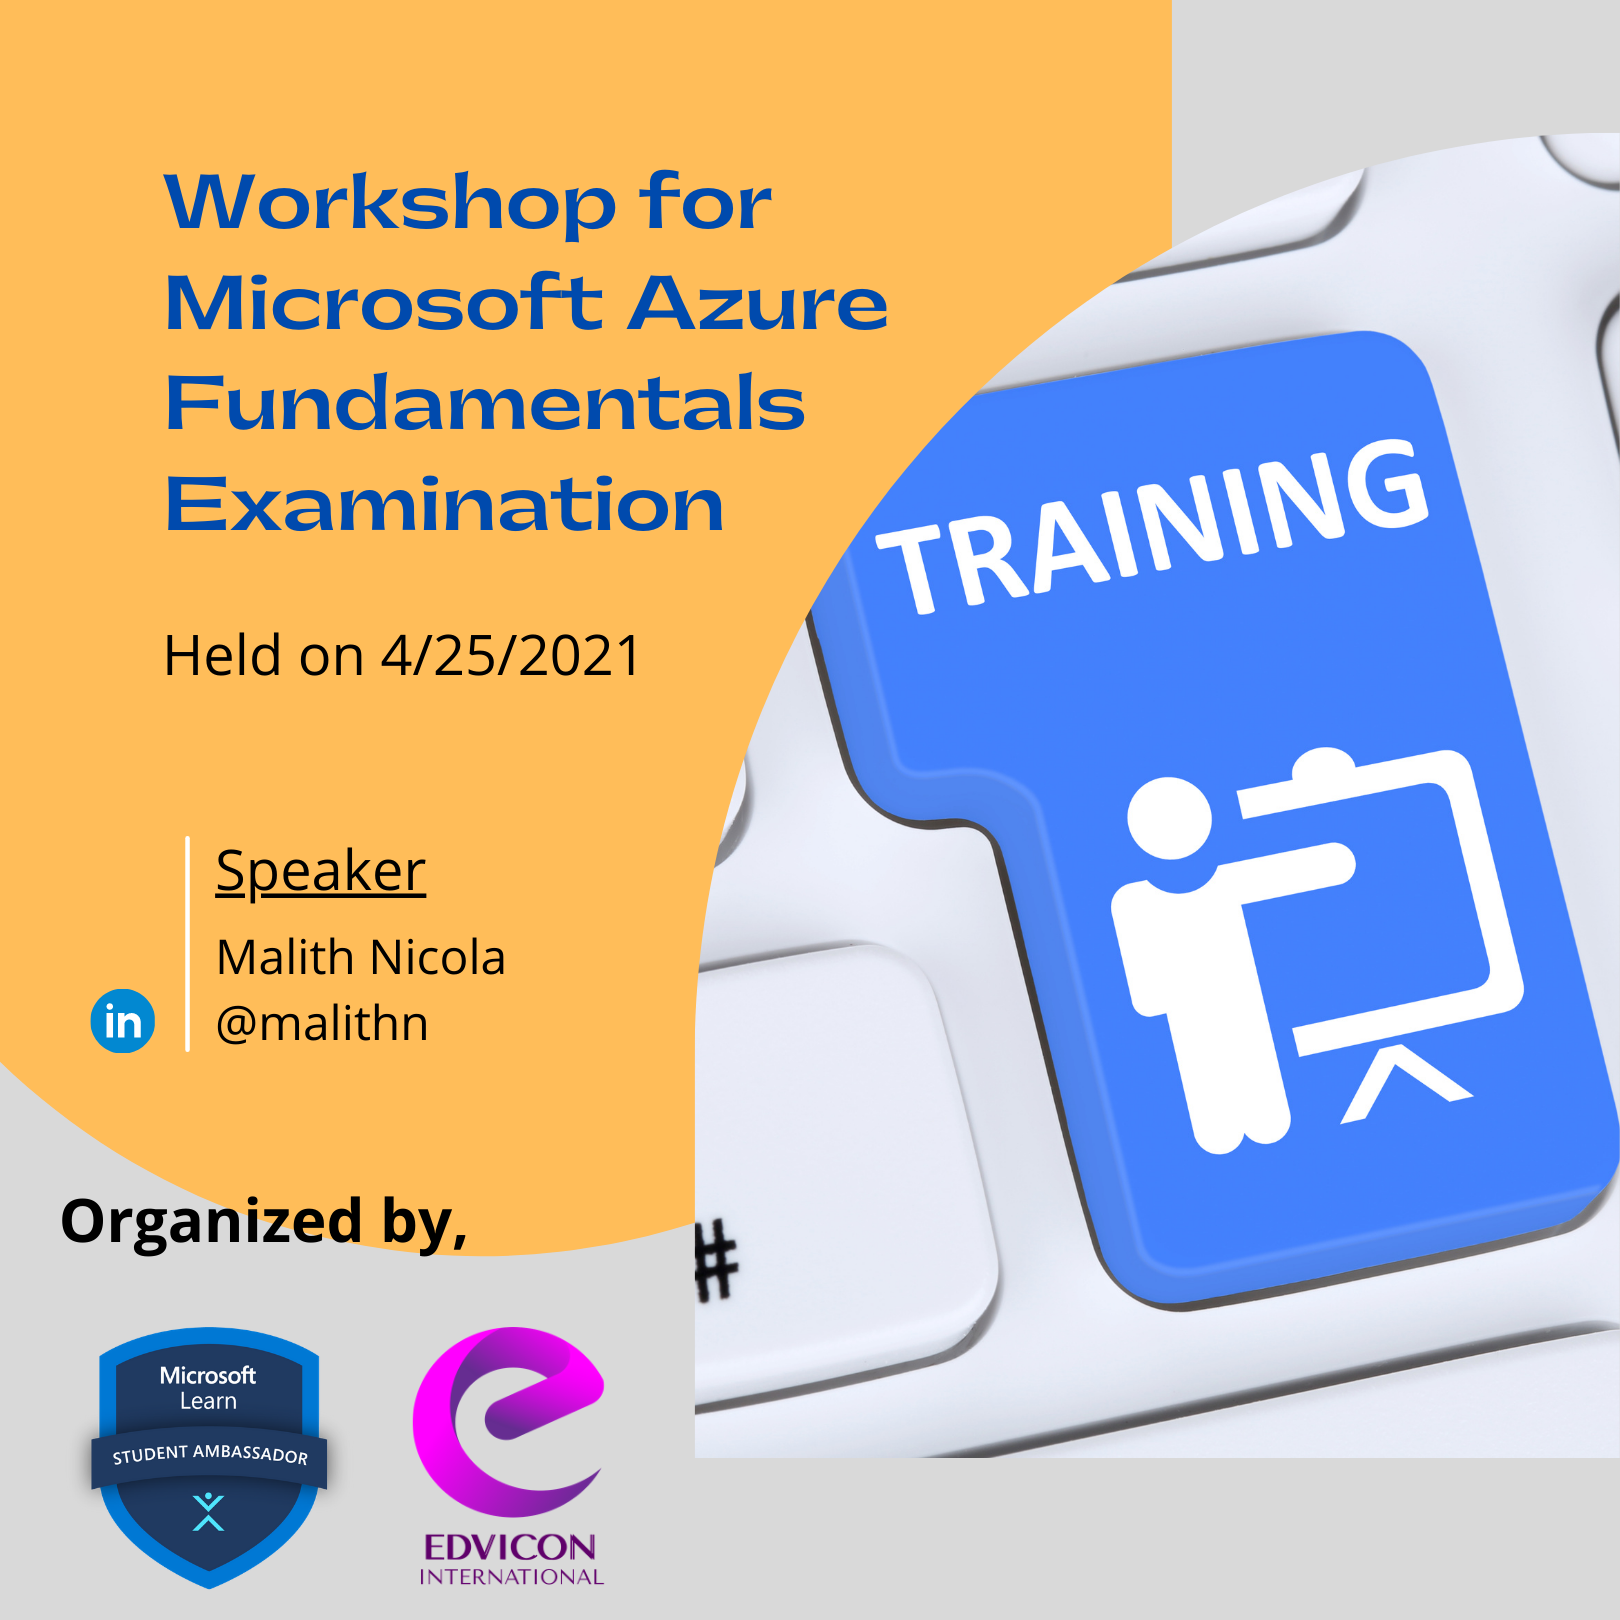 Workshop for
Microsoft Azure
Fundamentals
Examination
Held on 4/25/2021
TRAINING
Speaker
Malith Nicola
in
@malithn
Organized by,
#
Microsoft
Learn
STUDENT AMBASSADOR
EDVICON
INTERNATIONAL